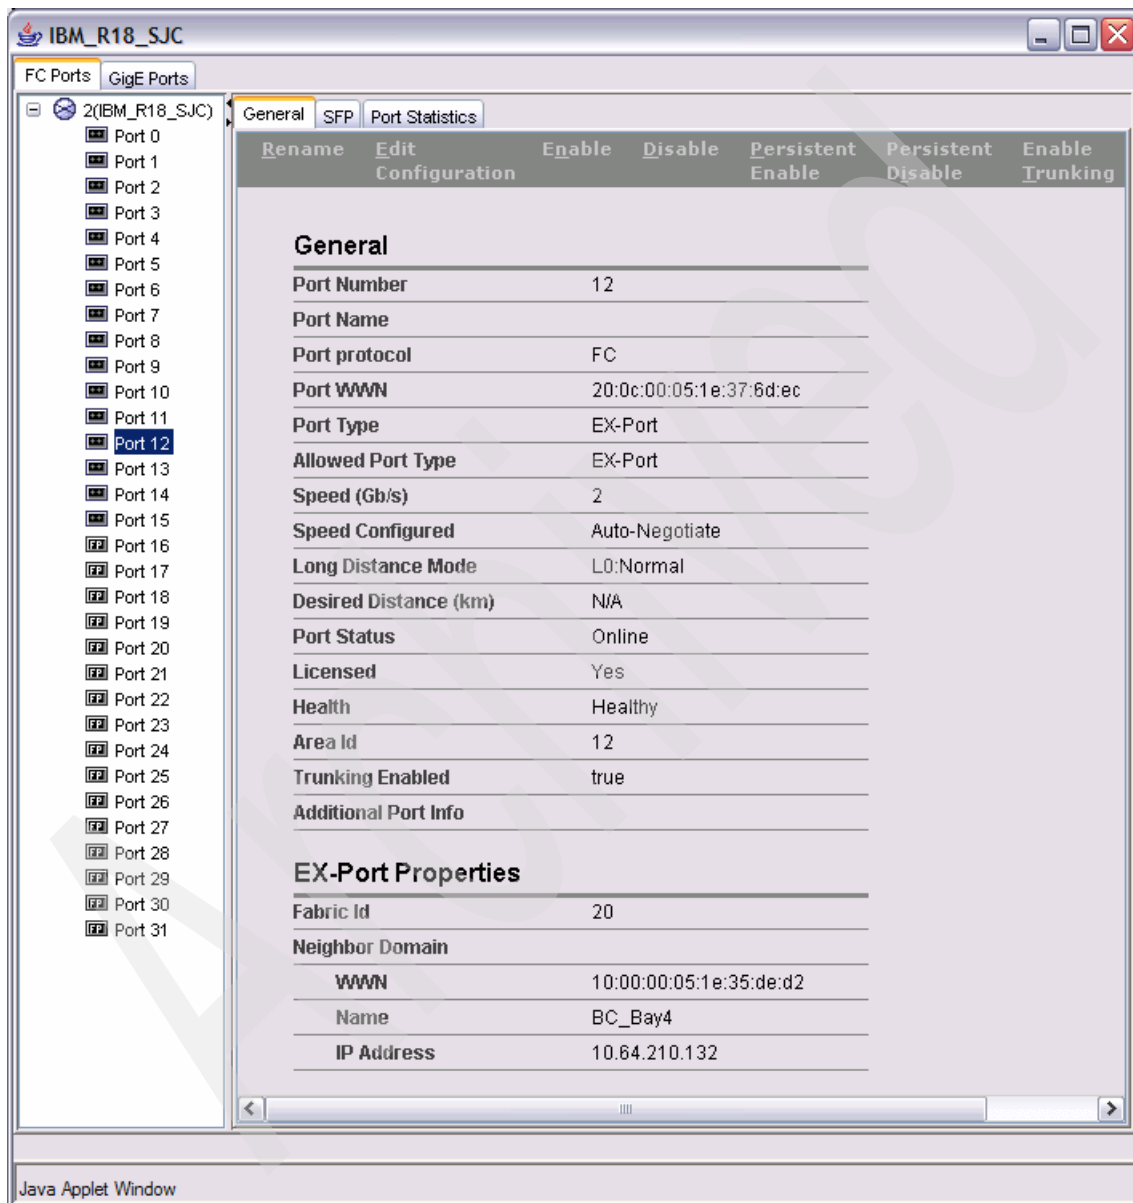 IBM_R18_SJC
FC Ports GigE Ports
2(IBM_R18_SJC)
Port 0
Port 1
Port 2
Port 3
Port 4
Port 5
Port 6
Port 7
Port 8
Port 9
Port 10
Port 11
Port 12
Port 13
Port 14
Port 15
Port 16
Port 17
Port 18
Port 19
Port 20
Port 21
Port 22
Port 23
Port 24
Port 25
Port 26
Port 27
Port 28
Port 29
Port 30
Port 31
General SFP Port Statistics
Rename Edit Configuration Enable Disable Persistent Enable Persistent Disable Enable Trunking
General
Port Number 12
Port Name
Port protocol FC
Port WWN 20:0c:00:05:1e:37:6d:ec
Port Type EX-Port
Allowed Port Type EX-Port
Speed (Gb/s) 2
Speed Configured Auto-Negotiate
Long Distance Mode L0:Normal
Desired Distance (km) N/A
Port Status Online
Licensed Yes
Health Healthy
Area Id 12
Trunking Enabled true
Additional Port Info
EX-Port Properties
Fabric Id 20
Neighbor Domain
WWN 10:00:00:05:1e:35:de:d2
Name BC_Bay4
IP Address 10.64.210.132
Java Applet Window
Archived